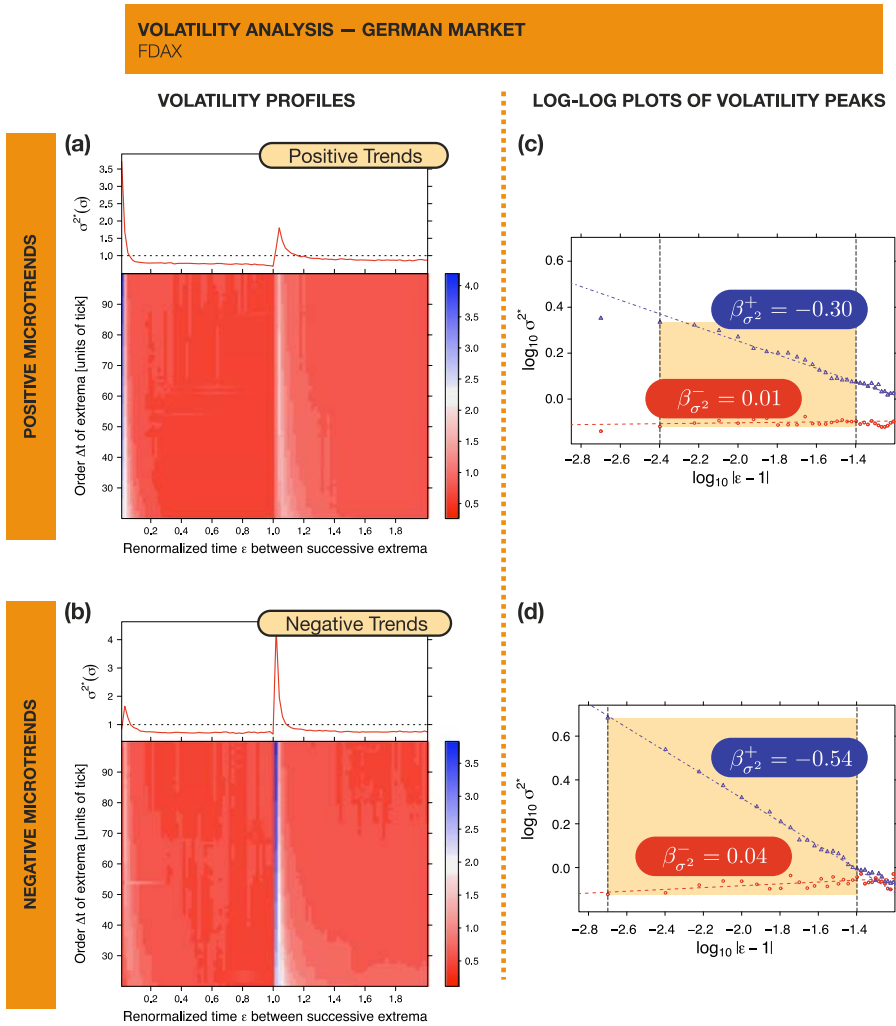 VOLATILITY ANALYSIS — GERMAN MARKET
FDAX
VOLATILITY PROFILES
LOG-LOG PLOTS OF VOLATILITY PEAKS
POSITIVE MICROTRENDS
(a)
Positive Trends
σ²*(σ)
3.5
3.0
2.5
2.0
1.5
1.0
Order Δt of extrema [units of tick]
90
80
70
60
50
40
30
0.2 0.4 0.6 0.8 1.0 1.2 1.4 1.6 1.8
Renormalized time ε between successive extrema
4.0
3.5
3.0
2.5
2.0
1.5
1.0
0.5
(c)
log₁₀ σ²*
0.6
0.4
0.2
0.0
β⁺σ² = −0.30
β⁻σ² = 0.01
−2.8 −2.6 −2.4 −2.2 −2.0 −1.8 −1.6 −1.4
log₁₀ |ε − 1|
NEGATIVE MICROTRENDS
(b)
Negative Trends
σ²*(σ)
4
3
2
1
Order Δt of extrema [units of tick]
90
80
70
60
50
40
30
0.2 0.4 0.6 0.8 1.0 1.2 1.4 1.6 1.8
Renormalized time ε between successive extrema
3.5
3.0
2.5
2.0
1.5
1.0
0.5
(d)
log₁₀ σ²*
0.6
0.4
0.2
0.0
β⁺σ² = −0.54
β⁻σ² = 0.04
−2.8 −2.6 −2.4 −2.2 −2.0 −1.8 −1.6 −1.4
log₁₀ |ε − 1|